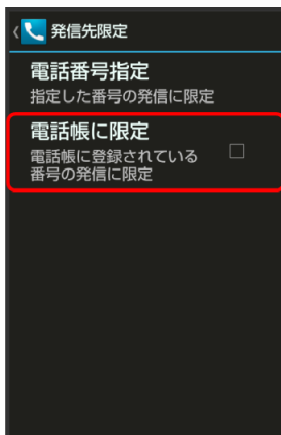 発信先限定
電話番号指定
指定した番号の発信に限定
電話帳に限定
電話帳に登録されている
番号の発信に限定